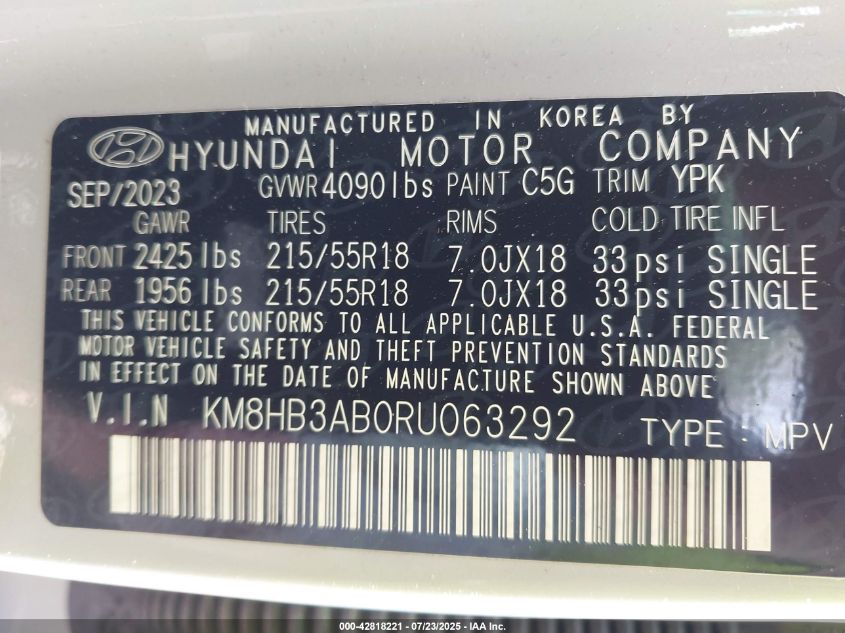 MANUFACTURED IN KOREA BY
HYUNDAI MOTOR COMPANY
SEP/2023 GVWR 4090 lbs PAINT C5G TRIM YPK
GAWR TIRES RIMS COLD TIRE INFL
FRONT 2425 lbs 215/55R18 7.0JX18 33psi SINGLE
REAR 1956 lbs 215/55R18 7.0JX18 33psi SINGLE
THIS VEHICLE CONFORMS TO ALL APPLICABLE U.S.A. FEDERAL
MOTOR VEHICLE SAFETY AND THEFT PREVENTION STANDARDS
IN EFFECT ON THE DATE OF MANUFACTURE SHOWN ABOVE
V.I.N KM8HB3AB0RU063292 TYPE : MPV
000-42818221 - 07/23/2025 - IAA Inc.